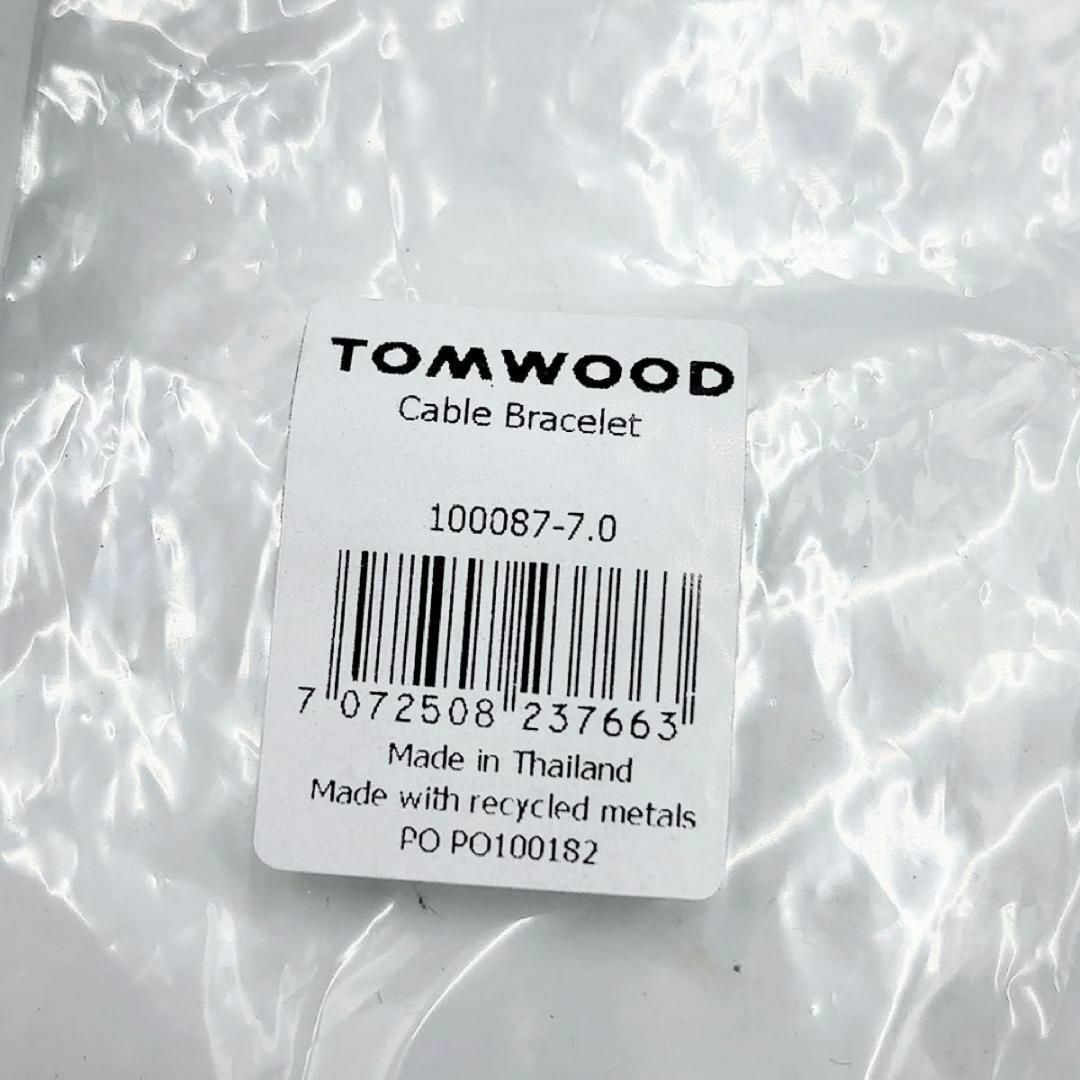 TOMWOOD
Cable Bracelet
100087-7.0
7 072508 237663
Made in Thailand
Made with recycled metals
PO PO100182